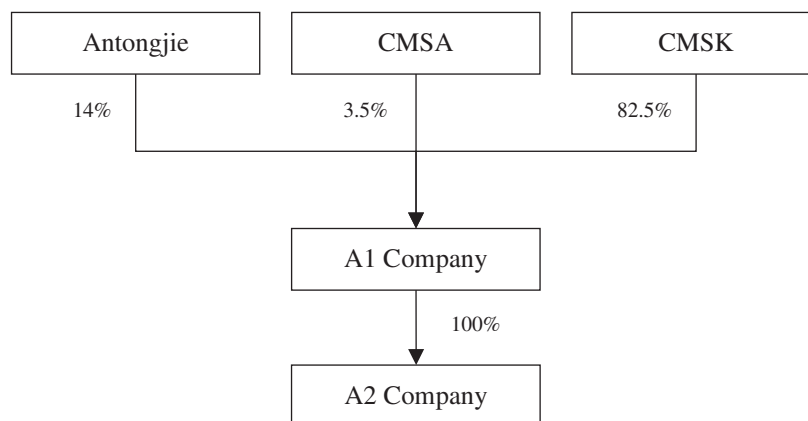 Antongjie
CMSA
CMSK
14%
3.5%
82.5%
A1 Company
100%
A2 Company